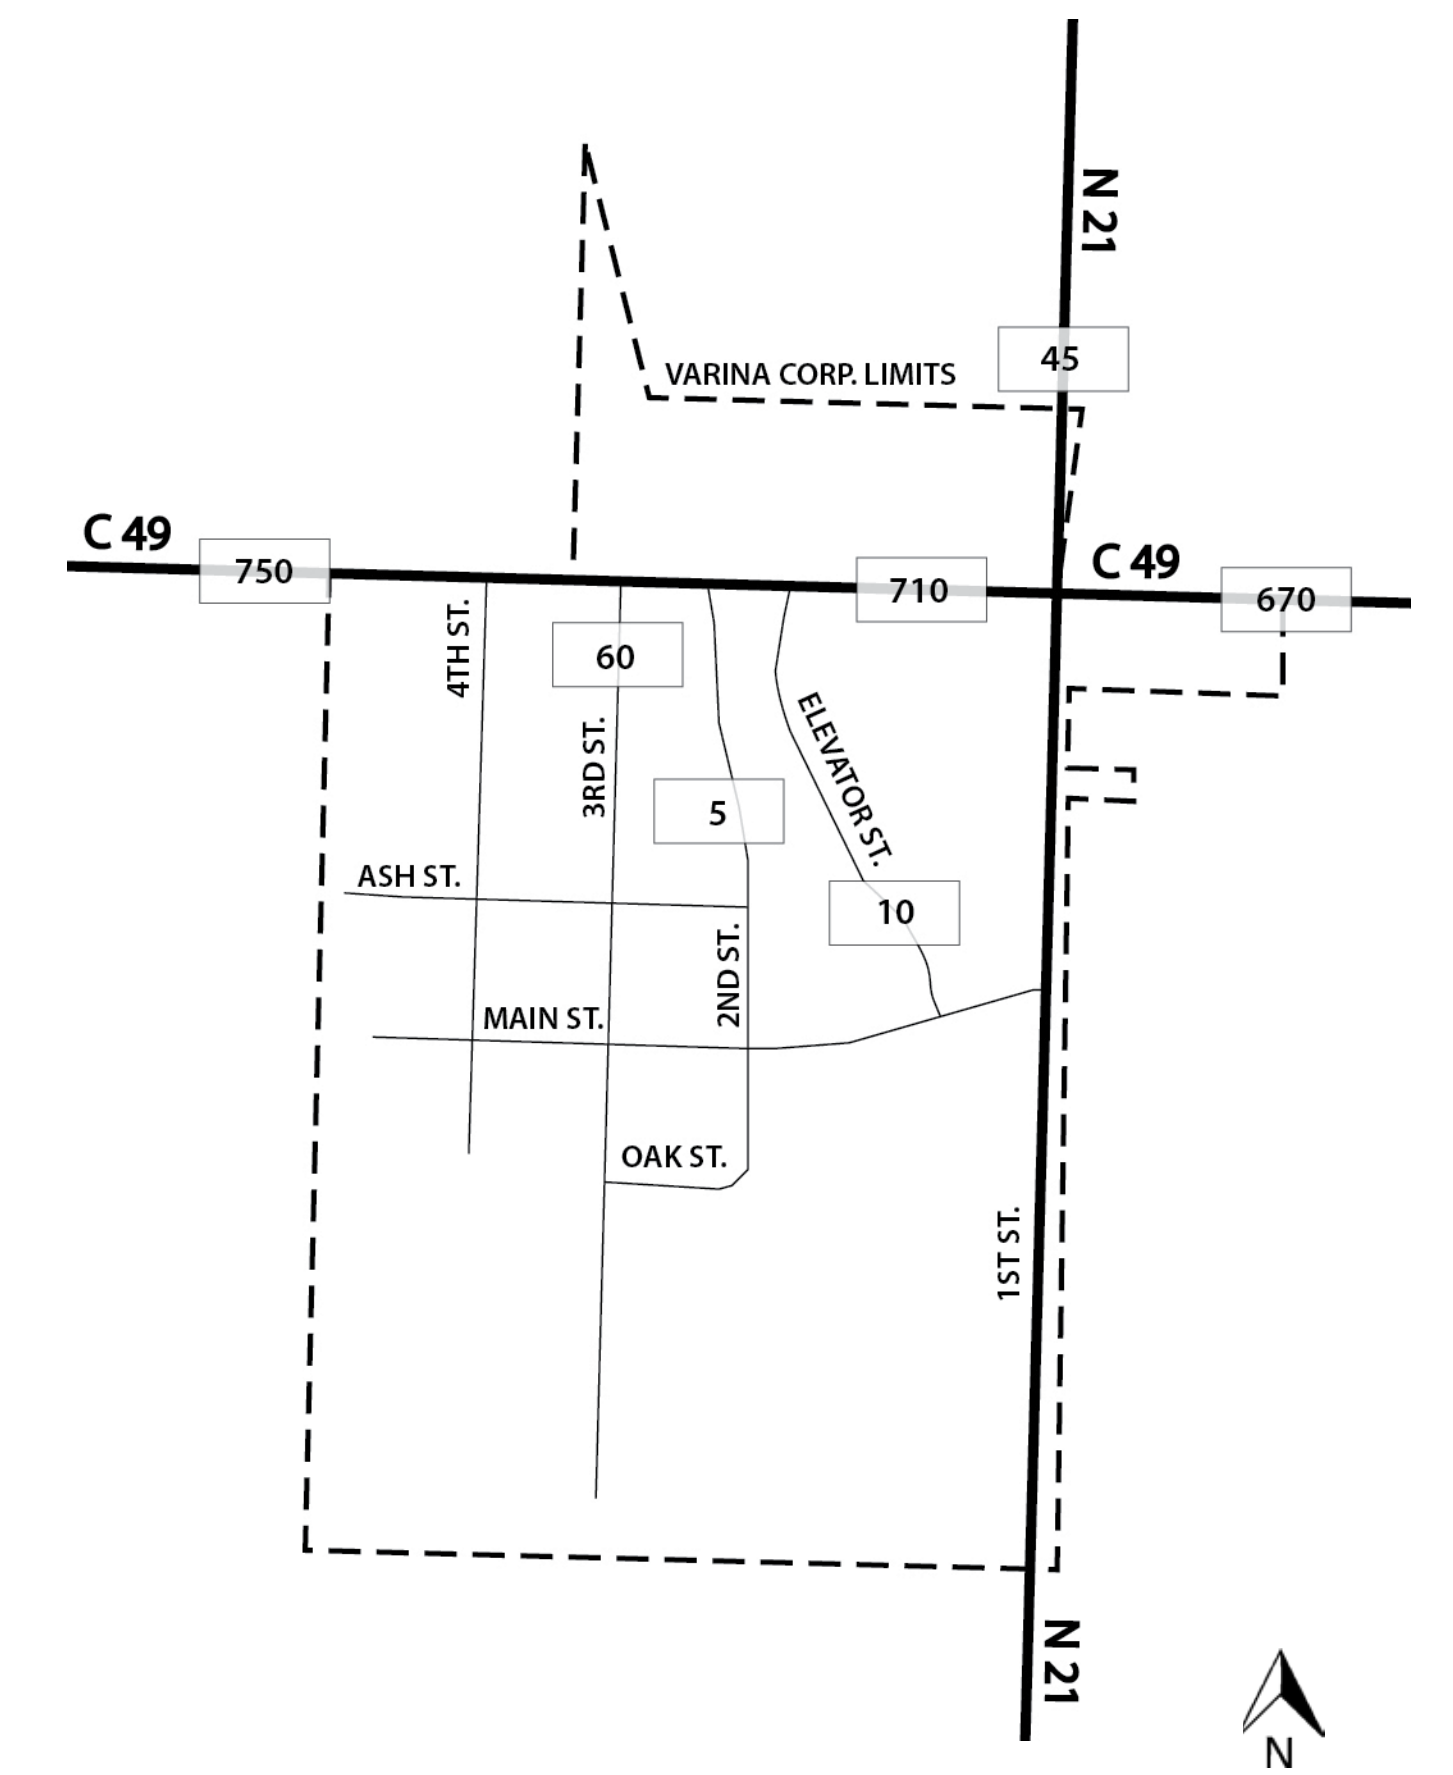 N 21
45
VARINA CORP. LIMITS
C 49
750
710
C 49
670
4TH ST.
60
3RD ST.
5
ELEVATOR ST.
ASH ST.
10
2ND ST.
MAIN ST.
OAK ST.
1ST ST.
N 21
N